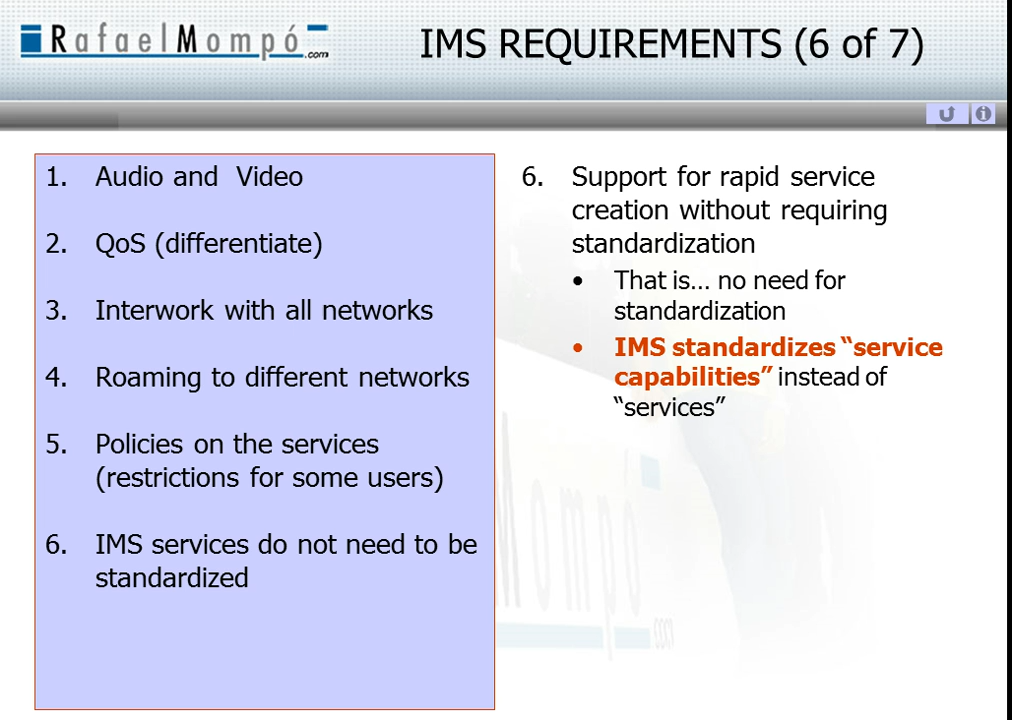 RafaelMompó.com
IMS REQUIREMENTS (6 of 7)
1. Audio and Video
2. QoS (differentiate)
3. Interwork with all networks
4. Roaming to different networks
5. Policies on the services
(restrictions for some users)
6. IMS services do not need to be
standardized
6. Support for rapid service
creation without requiring
standardization
• That is... no need for
standardization
• IMS standardizes “service
capabilities” instead of
“services”